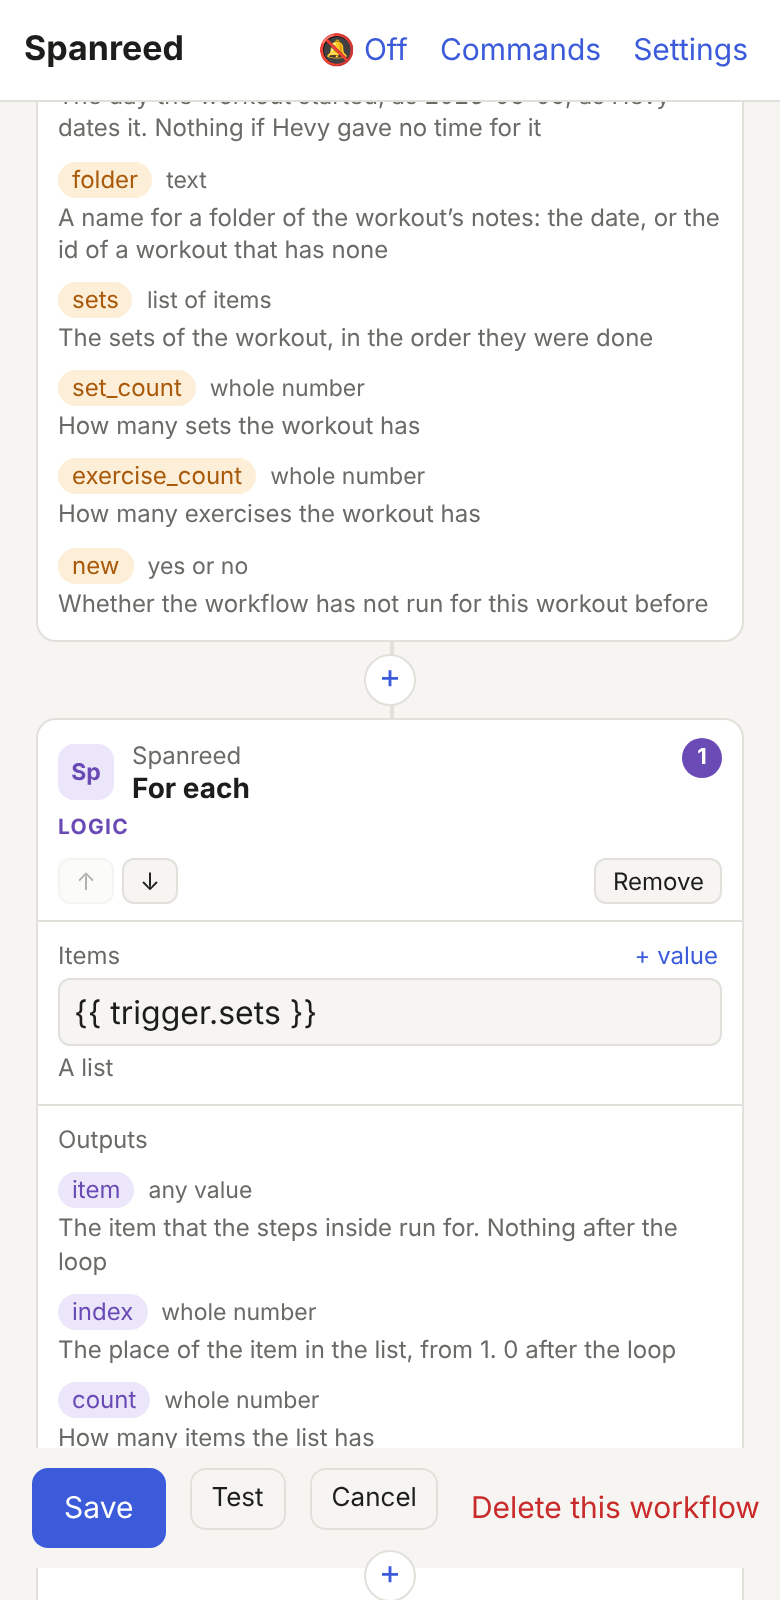 Spanreed
Off
Commands
Settings
The day the workout started, as
dates it. Nothing if Hevy gave no time for it
folder text
A name for a folder of the workout’s notes: the date, or the
id of a workout that has none
sets list of items
The sets of the workout, in the order they were done
set_count whole number
How many sets the workout has
exercise_count whole number
How many exercises the workout has
new yes or no
Whether the workflow has not run for this workout before
+
Sp
Spanreed
For each
1
LOGIC
↑
↓
Remove
Items
+ value
{{ trigger.sets }}
A list
Outputs
item any value
The item that the steps inside run for. Nothing after the
loop
index whole number
The place of the item in the list, from 1. 0 after the loop
count whole number
How many items the list has
Save
Test
Cancel
Delete this workflow
+